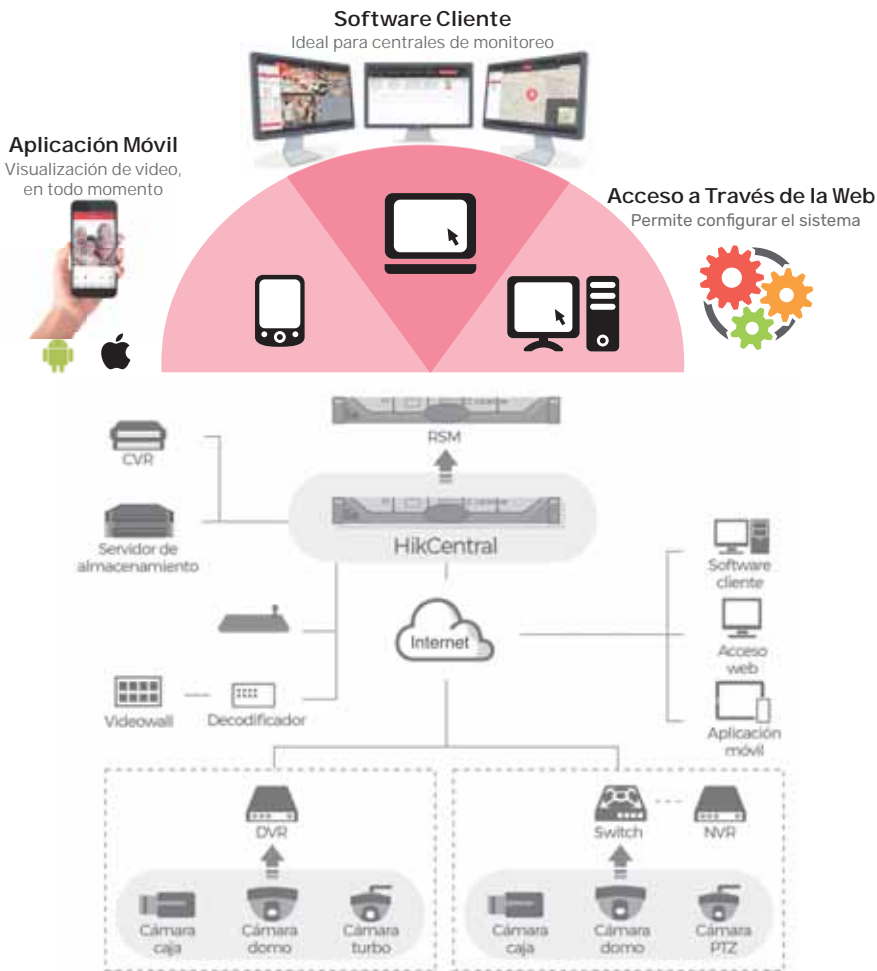 Software Cliente
Ideal para centrales de monitoreo
Aplicación Móvil
Visualización de video,
en todo momento
Acceso a Través de la Web
Permite configurar el sistema
RSM
CVR
HikCentral
Servidor de
almacenamiento
Software
cliente
Internet
Acceso
web
Videowall
Decodificador
Aplicación
móvil
DVR
Switch
NVR
Cámara
caja
Cámara
domo
Cámara
turbo
Cámara
caja
Cámara
domo
Cámara
PTZ